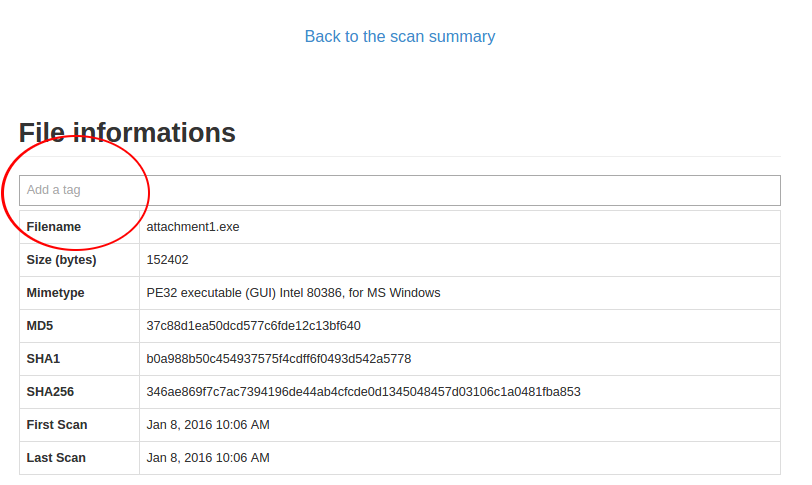 Back to the scan summary
File informations
Add a tag
Filename attachment1.exe
Size (bytes) 152402
Mimetype PE32 executable (GUI) Intel 80386, for MS Windows
MD5 37c88d1ea50dcd577c6fde12c13bf640
SHA1 b0a988b50c454937575f4cdff6f0493d542a5778
SHA256 346ae869f7c7ac7394196de44ab4cfcde0d1345048457d03106c1a0481fba853
First Scan Jan 8, 2016 10:06 AM
Last Scan Jan 8, 2016 10:06 AM